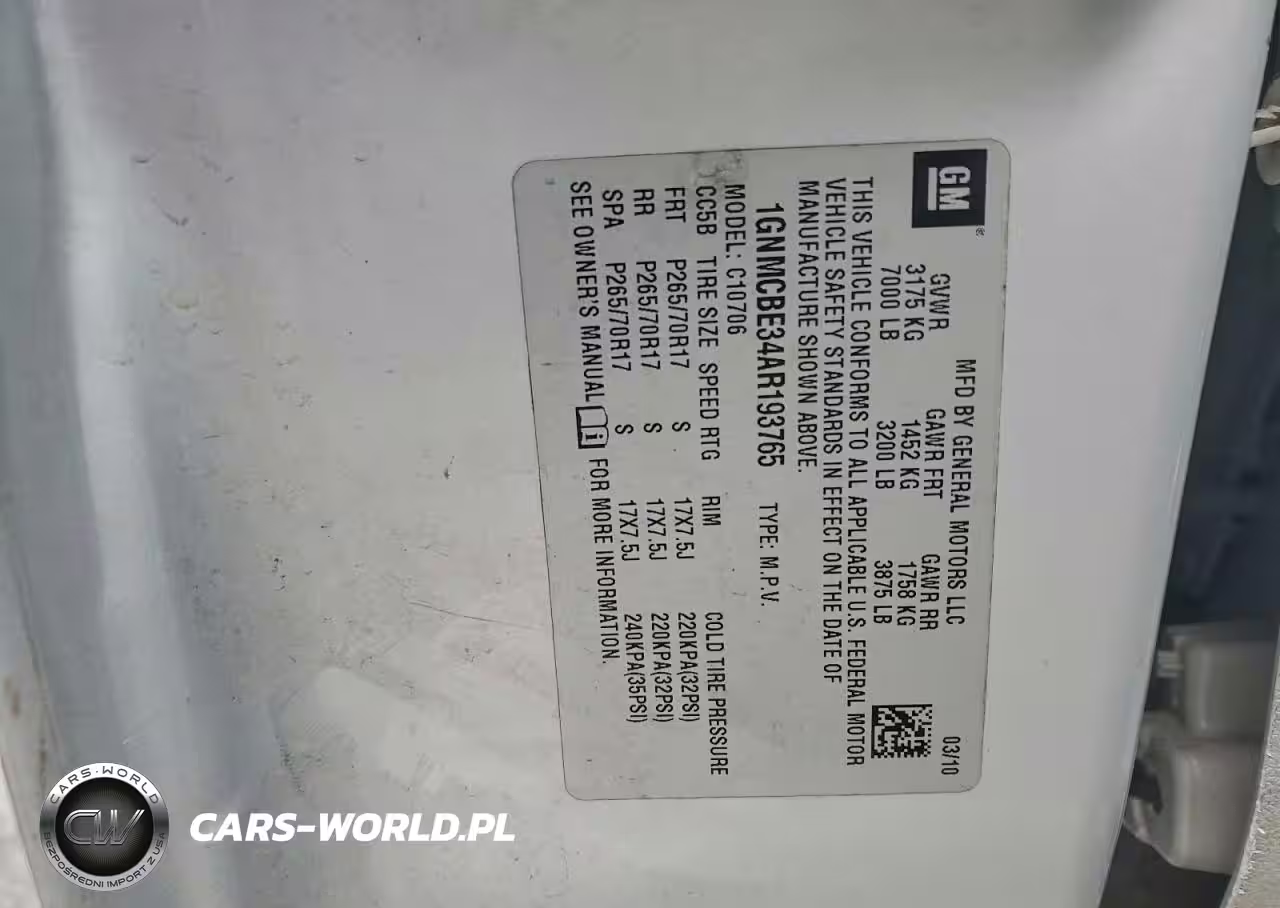 GM
®
MFD BY GENERAL MOTORS LLC 03/10
GVWR GAWR FRT GAWR RR
3175 KG 1452 KG 1758 KG
7000 LB 3200 LB 3875 LB
THIS VEHICLE CONFORMS TO ALL APPLICABLE U.S. FEDERAL MOTOR
VEHICLE SAFETY STANDARDS IN EFFECT ON THE DATE OF
MANUFACTURE SHOWN ABOVE.
1GNMCBE34AR193765 TYPE: M.P.V.
MODEL: C10706
CC5B TIRE SIZE SPEED RTG RIM COLD TIRE PRESSURE
FRT P265/70R17 S 17X7.5J 220KPA(32PSI)
RR P265/70R17 S 17X7.5J 220KPA(32PSI)
SPA P265/70R17 S 17X7.5J 240KPA(35PSI)
SEE OWNER'S MANUAL i FOR MORE INFORMATION.
CARS-WORLD
CW
BEZPOŚREDNI IMPORT Z USA
CARS-WORLD.PL